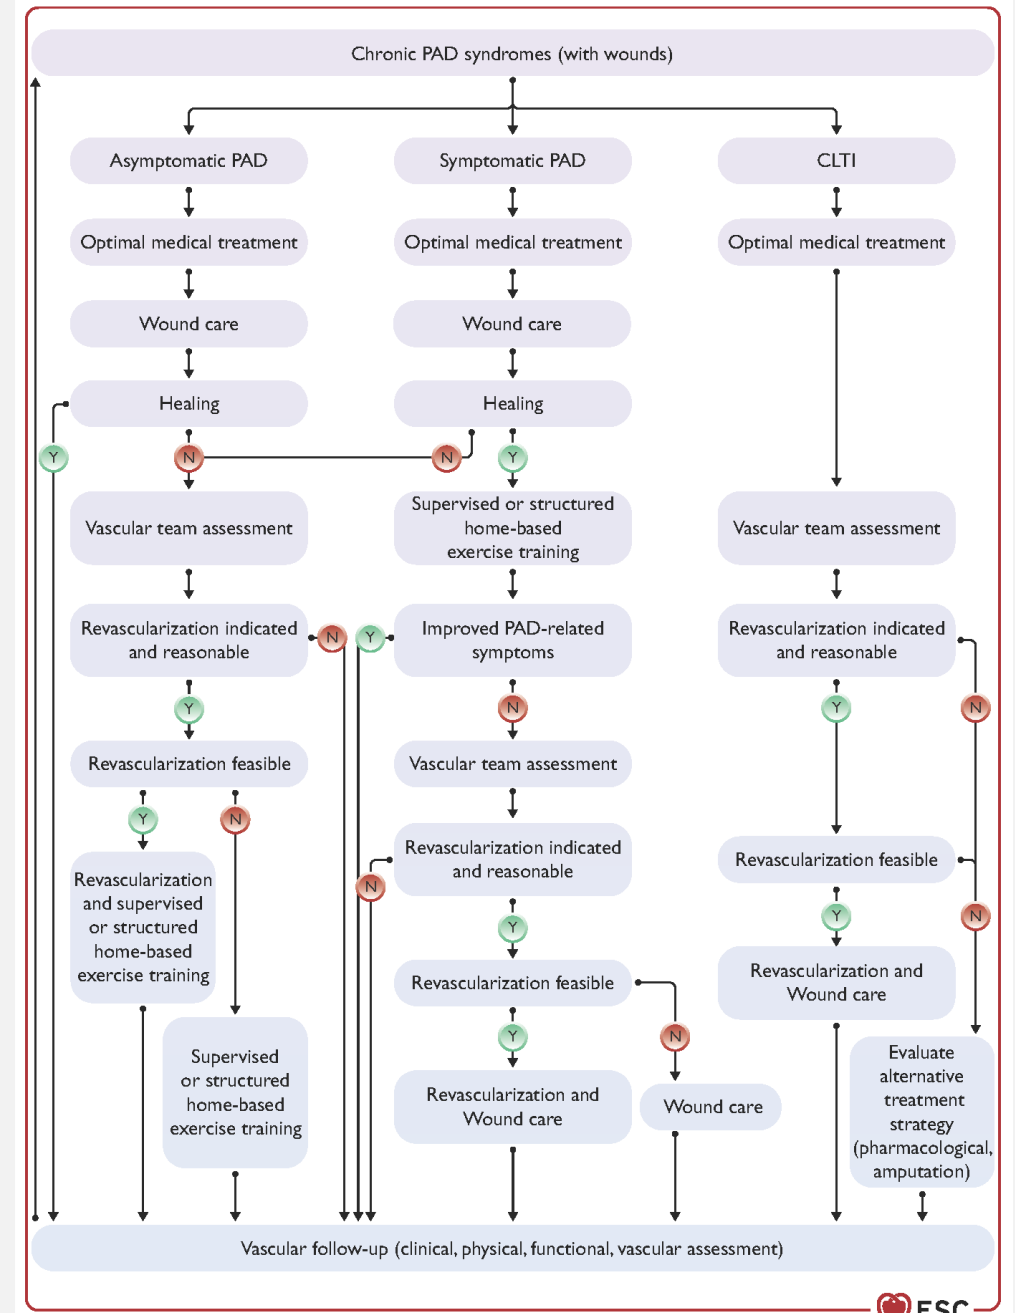 Chronic PAD syndromes (with wounds)
Asymptomatic PAD
Symptomatic PAD
CLTI
Optimal medical treatment
Optimal medical treatment
Optimal medical treatment
Wound care
Wound care
Healing
Healing
Y
N
N
Y
Vascular team assessment
Supervised or structured
home-based
exercise training
Vascular team assessment
Revascularization indicated
and reasonable
N
Y
Improved PAD-related
symptoms
Revascularization indicated
and reasonable
Y
N
Y
N
Revascularization feasible
Vascular team assessment
Y
N
Revascularization indicated
and reasonable
Revascularization feasible
Revascularization
and supervised
or structured
home-based
exercise training
N
Y
Y
N
Revascularization feasible
Revascularization and
Wound care
Y
N
Supervised
or structured
home-based
exercise training
Revascularization and
Wound care
Wound care
Evaluate
alternative
treatment
strategy
(pharmacological,
amputation)
Vascular follow-up (clinical, physical, functional, vascular assessment)
ESC